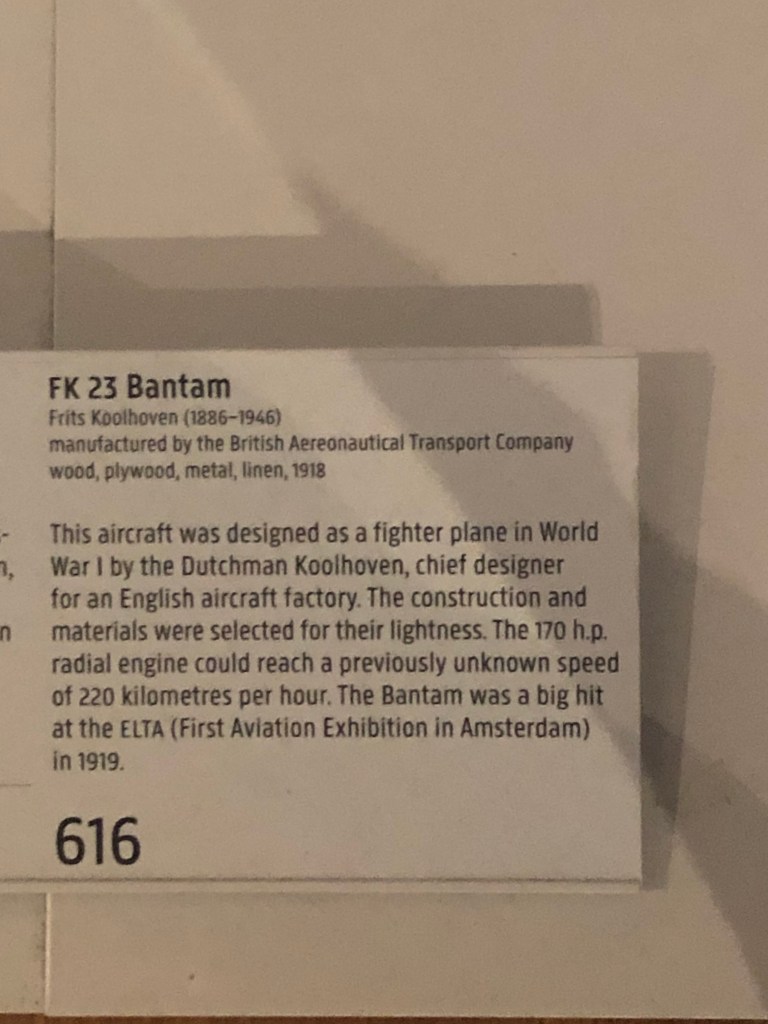 FK 23 Bantam
Frits Koolhoven (1886–1946)
manufactured by the British Aereonautical Transport Company
wood, plywood, metal, linen, 1918
This aircraft was designed as a fighter plane in World
War I by the Dutchman Koolhoven, chief designer
for an English aircraft factory. The construction and
materials were selected for their lightness. The 170 h.p.
radial engine could reach a previously unknown speed
of 220 kilometres per hour. The Bantam was a big hit
at the ELTA (First Aviation Exhibition in Amsterdam)
in 1919.
616